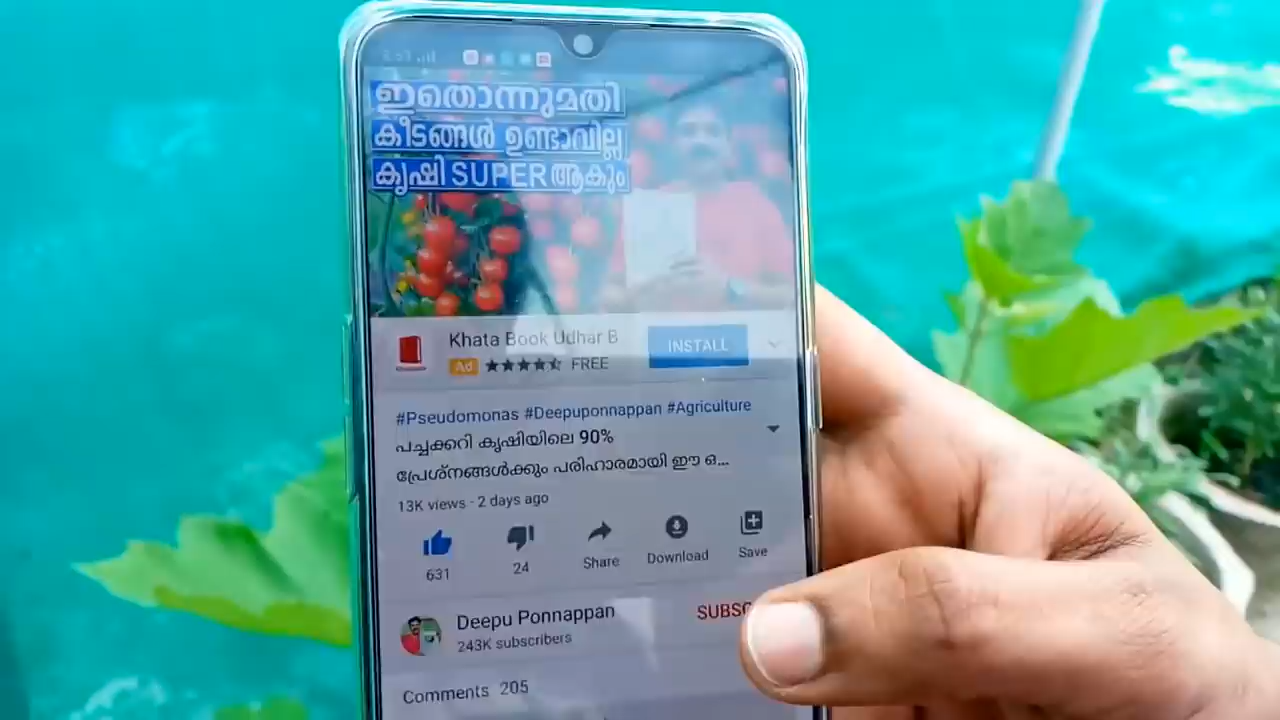 ഇതൊന്നുമതി
കീടങ്ങൾ ഉണ്ടാവില്ല
കൃഷി SUPER ആകും
Khata Book Udhar B
INSTALL
Ad ★★★★⯪ FREE
#Pseudomonas #Deepuponnappan #Agriculture
പച്ചക്കറി കൃഷിയിലെ 90%
പ്രേശ്നങ്ങൾക്കും പരിഹാരമായി ഈ ഒ...
13K views · 2 days ago
631
24
Share
Download
Save
Deepu Ponnappan
SUBSC
243K subscribers
Comments 205